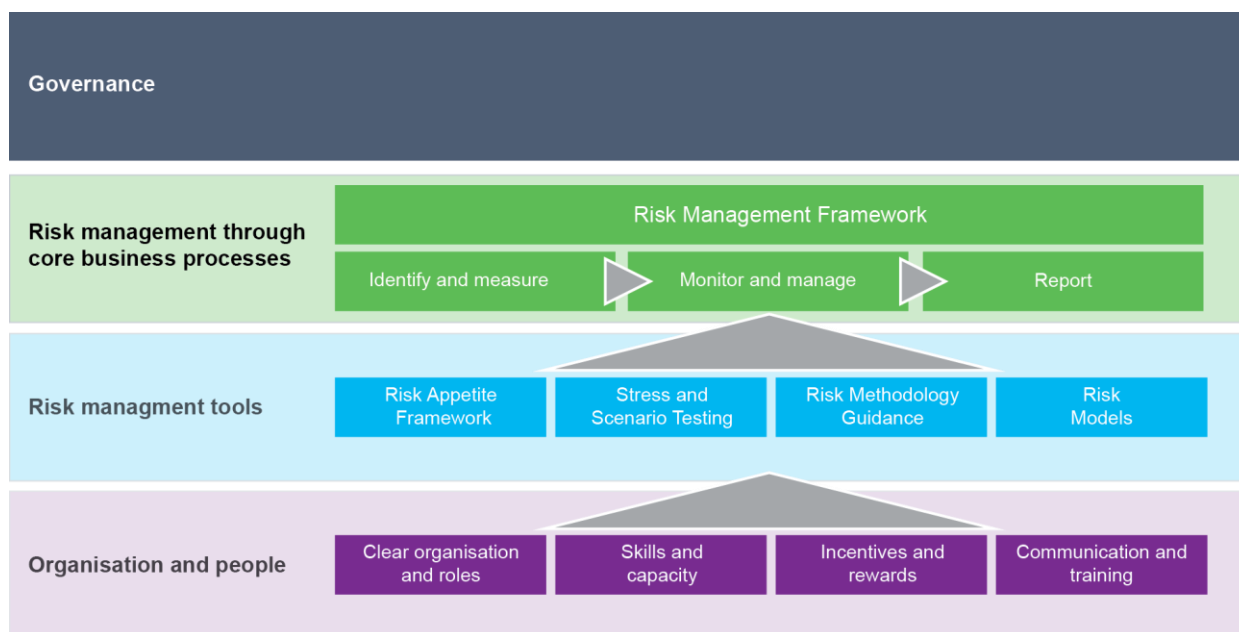 Governance
Risk management through
core business processes
Risk Management Framework
Identify and measure
Monitor and manage
Report
Risk managment tools
Risk Appetite
Framework
Stress and
Scenario Testing
Risk Methodology
Guidance
Risk
Models
Organisation and people
Clear organisation
and roles
Skills and
capacity
Incentives and
rewards
Communication and
training